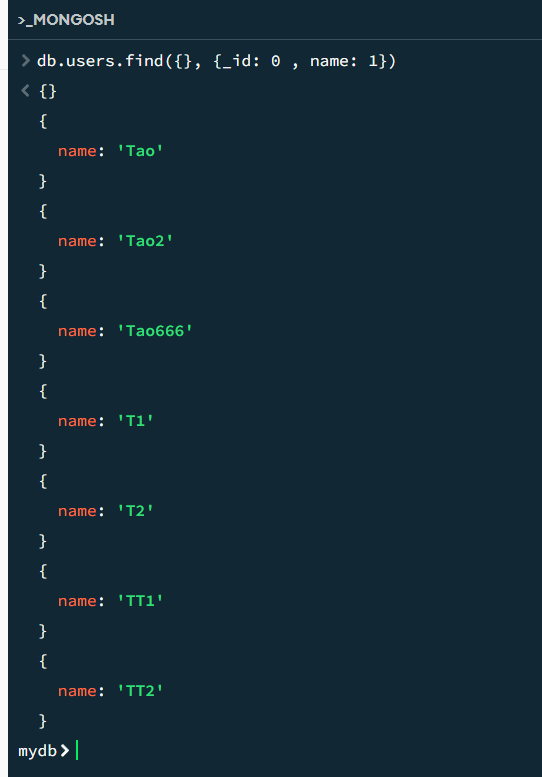 >_MONGOSH
> db.users.find({}, {_id: 0 , name: 1})
< {}
{
name: 'Tao'
}
{
name: 'Tao2'
}
{
name: 'Tao666'
}
{
name: 'T1'
}
{
name: 'T2'
}
{
name: 'TT1'
}
{
name: 'TT2'
}
mydb>